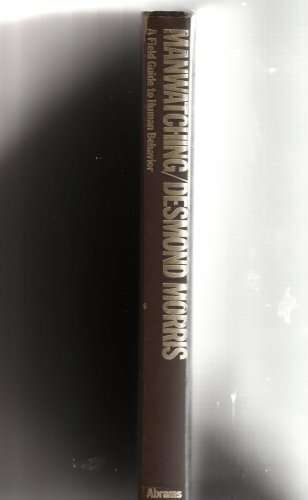 MANWATCHING/DESMOND MORRIS
A Field Guide to Human Behavior
Abrams